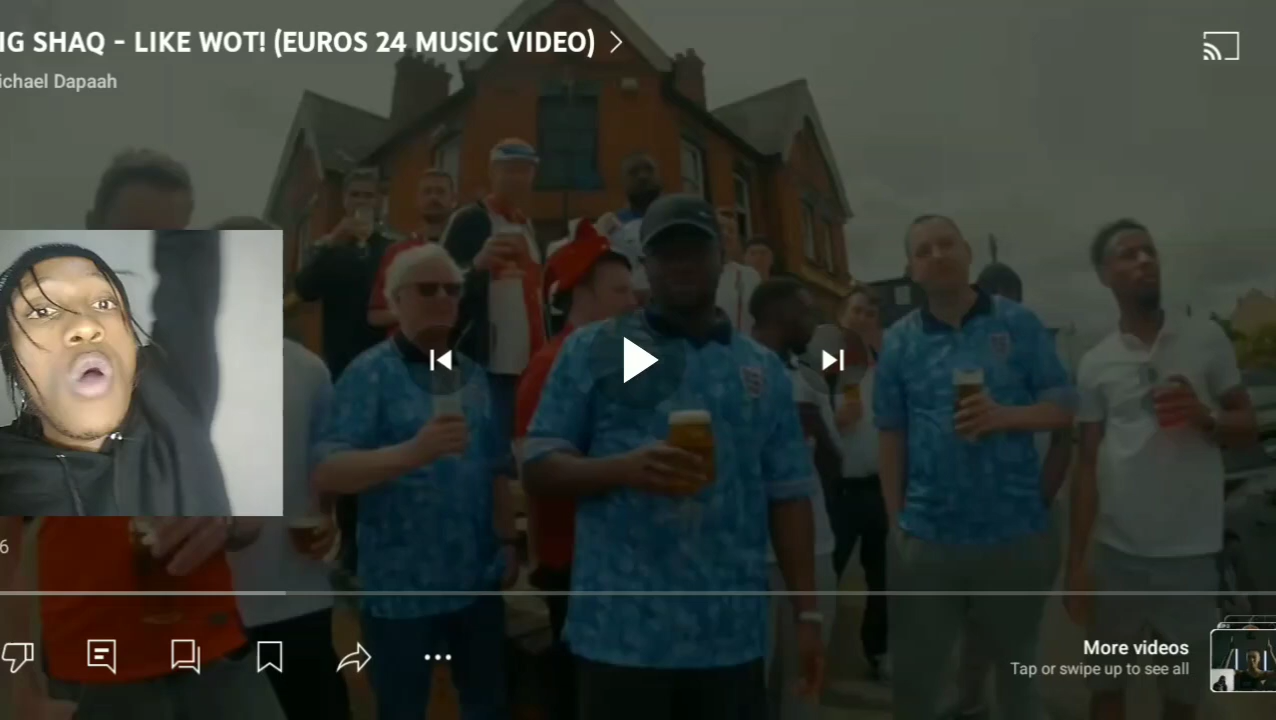 IG SHAQ - LIKE WOT! (EUROS 24 MUSIC VIDEO)
ichael Dapaah
6
More videos
Tap or swipe up to see all